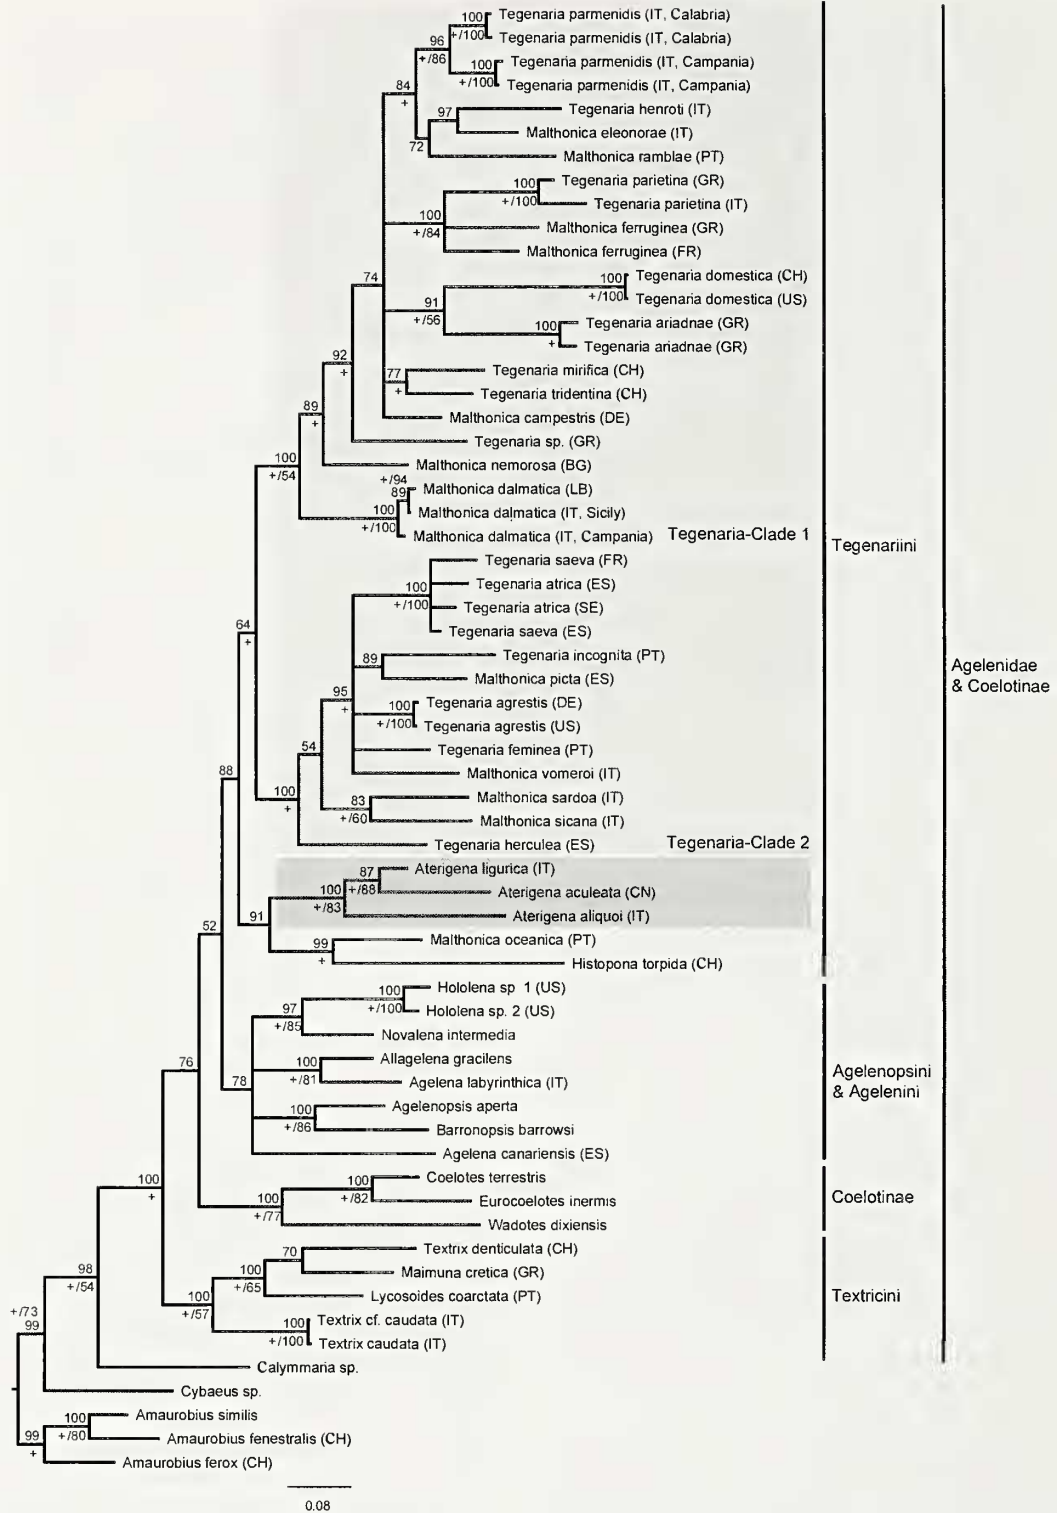 100
Tegenaria parmenidis (IT, Calabria)
+/100
Tegenaria parmenidis (IT, Calabria)
96
+/86
Tegenaria parmenidis (IT, Campania)
100
+/100
Tegenaria parmenidis (IT, Campania)
84
+
Tegenaria henroti (IT)
97
Malthonica eleonorae (IT)
72
Malthonica ramblae (PT)
Tegenaria parietina (GR)
100
+/100
Tegenaria parietina (IT)
100
+/84
Malthonica ferruginea (GR)
Malthonica ferruginea (FR)
74
Tegenaria domestica (CH)
100
+/100
Tegenaria domestica (US)
91
+/56
Tegenaria ariadnae (GR)
100
+
Tegenaria ariadnae (GR)
92
+
Tegenaria mirifica (CH)
77
+
Tegenaria tridentina (CH)
Malthonica campestris (DE)
89
+
Tegenaria sp. (GR)
100
+/54
Malthonica nemorosa (BG)
+/94
89
Malthonica dalmatica (LB)
Malthonica dalmatica (IT, Sicily)
100
+/100
Malthonica dalmatica (IT, Campania)
Tegenaria-Clade 1
Tegenariini
Tegenaria saeva (FR)
Tegenaria atrica (ES)
100
+/100
Tegenaria atrica (SE)
Tegenaria saeva (ES)
64
+
Tegenaria incognita (PT)
89
Malthonica picta (ES)
Agelenidae
& Coelotinae
95
+
Tegenaria agrestis (DE)
100
+/100
Tegenaria agrestis (US)
54
Tegenaria feminea (PT)
Malthonica vomeroi (IT)
88
100
+
Malthonica sardoa (IT)
83
+/60
Malthonica sicana (IT)
Tegenaria herculea (ES)
Tegenaria-Clade 2
Aterigena ligurica (IT)
87
+/88
Aterigena aculeata (CN)
100
+/83
Aterigena aliquoi (IT)
91
52
Malthonica oceanica (PT)
99
+
Histopona torpida (CH)
Hololena sp 1 (US)
100
+/100
Hololena sp. 2 (US)
97
+/85
Novalena intermedia
76
Allagelena gracilens
100
+/81
Agelena labyrinthica (IT)
78
Agelenopsini
& Agelenini
Agelenopsis aperta
100
+/86
Barronopsis barrowsi
Agelena canariensis (ES)
100
+
Coelotes terrestris
100
+/82
Eurocoelotes inermis
Coelotinae
100
+/77
Wadotes dixiensis
Textrix denticulata (CH)
70
Maimuna cretica (GR)
98
+/54
100
+/65
Lycosoides coarctata (PT)
Textricini
100
+/57
Textrix cf. caudata (IT)
100
+/100
Textrix caudata (IT)
+/73
99
Calymmaria sp.
Cybaeus sp.
Amaurobius similis
100
+/80
Amaurobius fenestralis (CH)
99
+
Amaurobius ferox (CH)
0.08